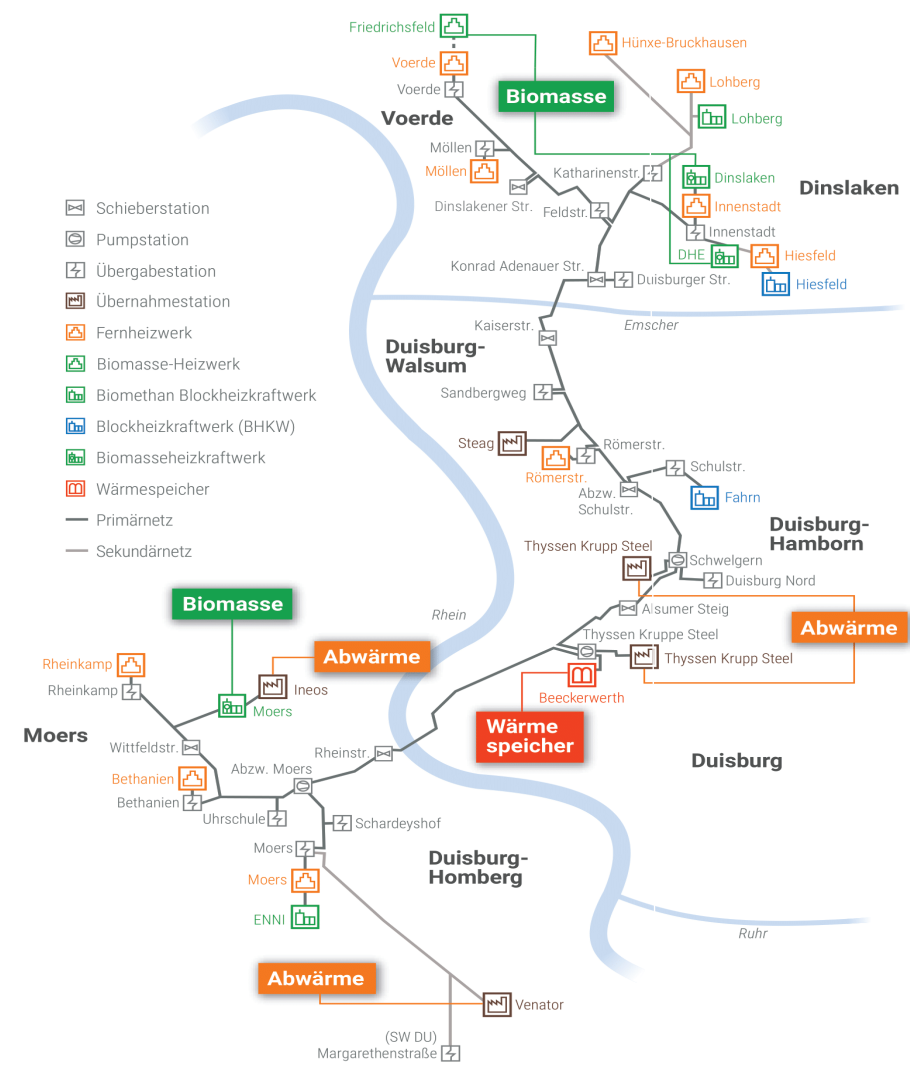 Friedrichsfeld
Hünxe-Bruckhausen
Voerde
Lohberg
Voerde
Biomasse
Voerde
Lohberg
Möllen
Möllen
Katharinenstr.
Dinslaken
Dinslaken
Dinslakener Str.
Feldstr.
Innenstadt
Innenstadt
DHE
Hiesfeld
Konrad Adenauer Str.
Duisburger Str.
Hiesfeld
Schieberstation
Pumpstation
Übergabestation
Übernahmestation
Fernheizwerk
Biomasse-Heizwerk
Biomethan Blockheizkraftwerk
Blockheizkraftwerk (BHKW)
Biomasseheizkraftwerk
Wärmespeicher
Primärnetz
Sekundärnetz
Emscher
Kaiserstr.
Duisburg-
Walsum
Sandbergweg
Steag
Römerstr.
Römerstr.
Schulstr.
Abzw.
Schulstr.
Fahrn
Duisburg-
Hamborn
Thyssen Krupp Steel
Schwelgern
Duisburg Nord
Alsumer Steig
Abwärme
Thyssen Kruppe Steel
Thyssen Krupp Steel
Beeckerwerth
Wärme
speicher
Duisburg
Rhein
Biomasse
Abwärme
Rheinkamp
Rheinkamp
Ineos
Moers
Moers
Wittfeldstr.
Rheinstr.
Abzw. Moers
Bethanien
Bethanien
Uhrschule
Schardeyshof
Moers
Moers
ENNI
Duisburg-
Homberg
Ruhr
Abwärme
Venator
(SW DU)
Margarethenstraße